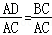 AD/AC = BC/AC